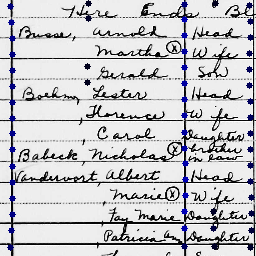 Here Ends Bl
Busse, Arnold Head
Martha X Wife
Gerald Son
Boehm, Lester Head
, Florence Wife
, Carol Daughter
Babeck, Nicholas X brother in law
Vandervort, Albert Head
, Marie X Wife
, Fay Marie Daughter
, Patricia Ann Daughter